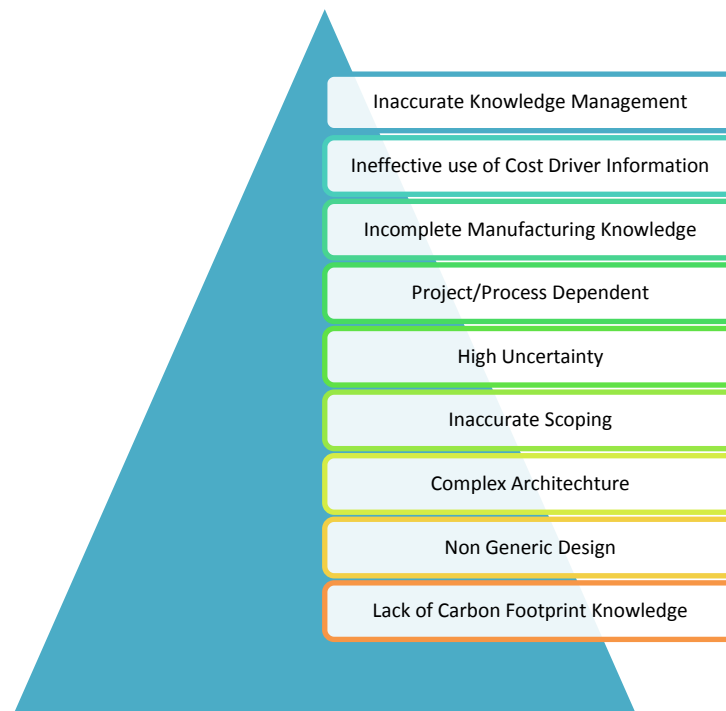 Inaccurate Knowledge Management
Ineffective use of Cost Driver Information
Incomplete Manufacturing Knowledge
Project/Process Dependent
High Uncertainty
Inaccurate Scoping
Complex Architechture
Non Generic Design
Lack of Carbon Footprint Knowledge